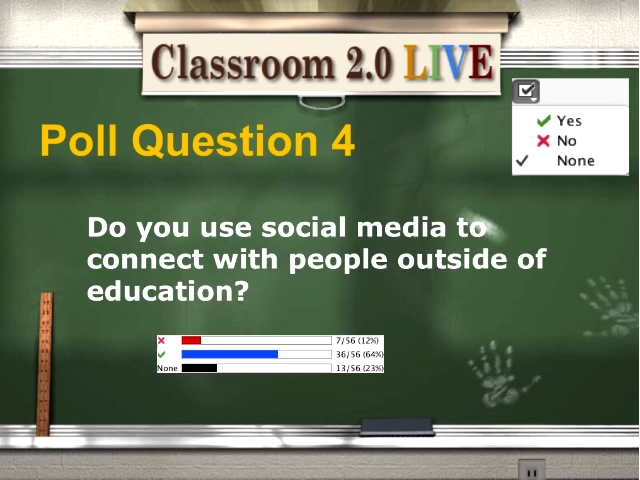 Classroom 2.0 LIVE
Yes
No
None
Poll Question 4
Do you use social media to
connect with people outside of
education?
7/56 (12%)
36/56 (64%)
None 13/56 (23%)